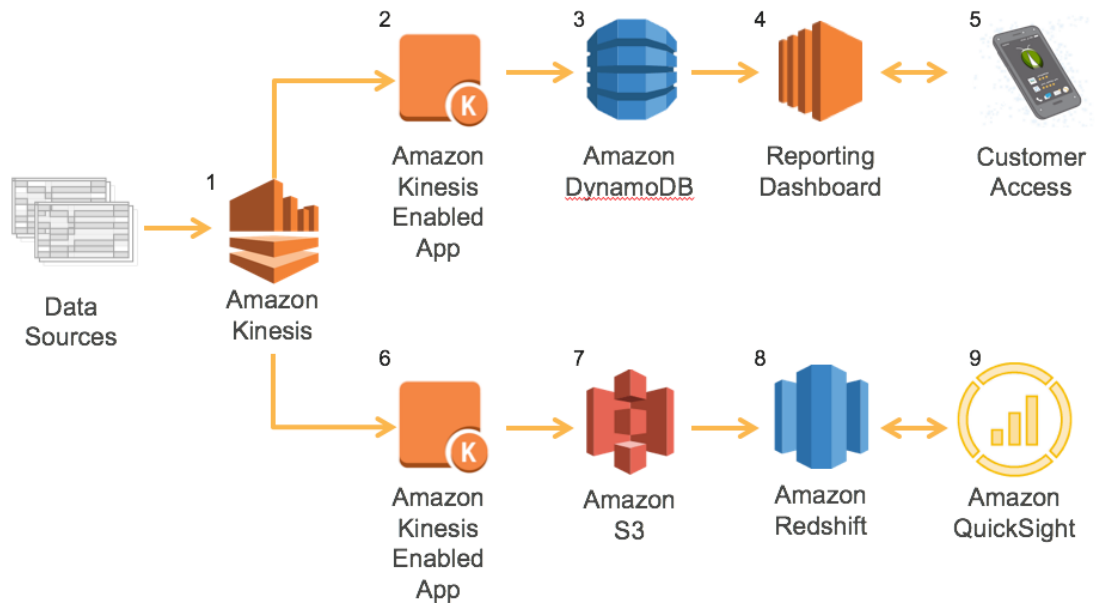 2
3
4
5
K
Amazon
Kinesis
Enabled
App
Amazon
DynamoDB
Reporting
Dashboard
Customer
Access
1
Data
Sources
Amazon
Kinesis
6
7
8
9
K
Amazon
Kinesis
Enabled
App
Amazon
S3
Amazon
Redshift
Amazon
QuickSight